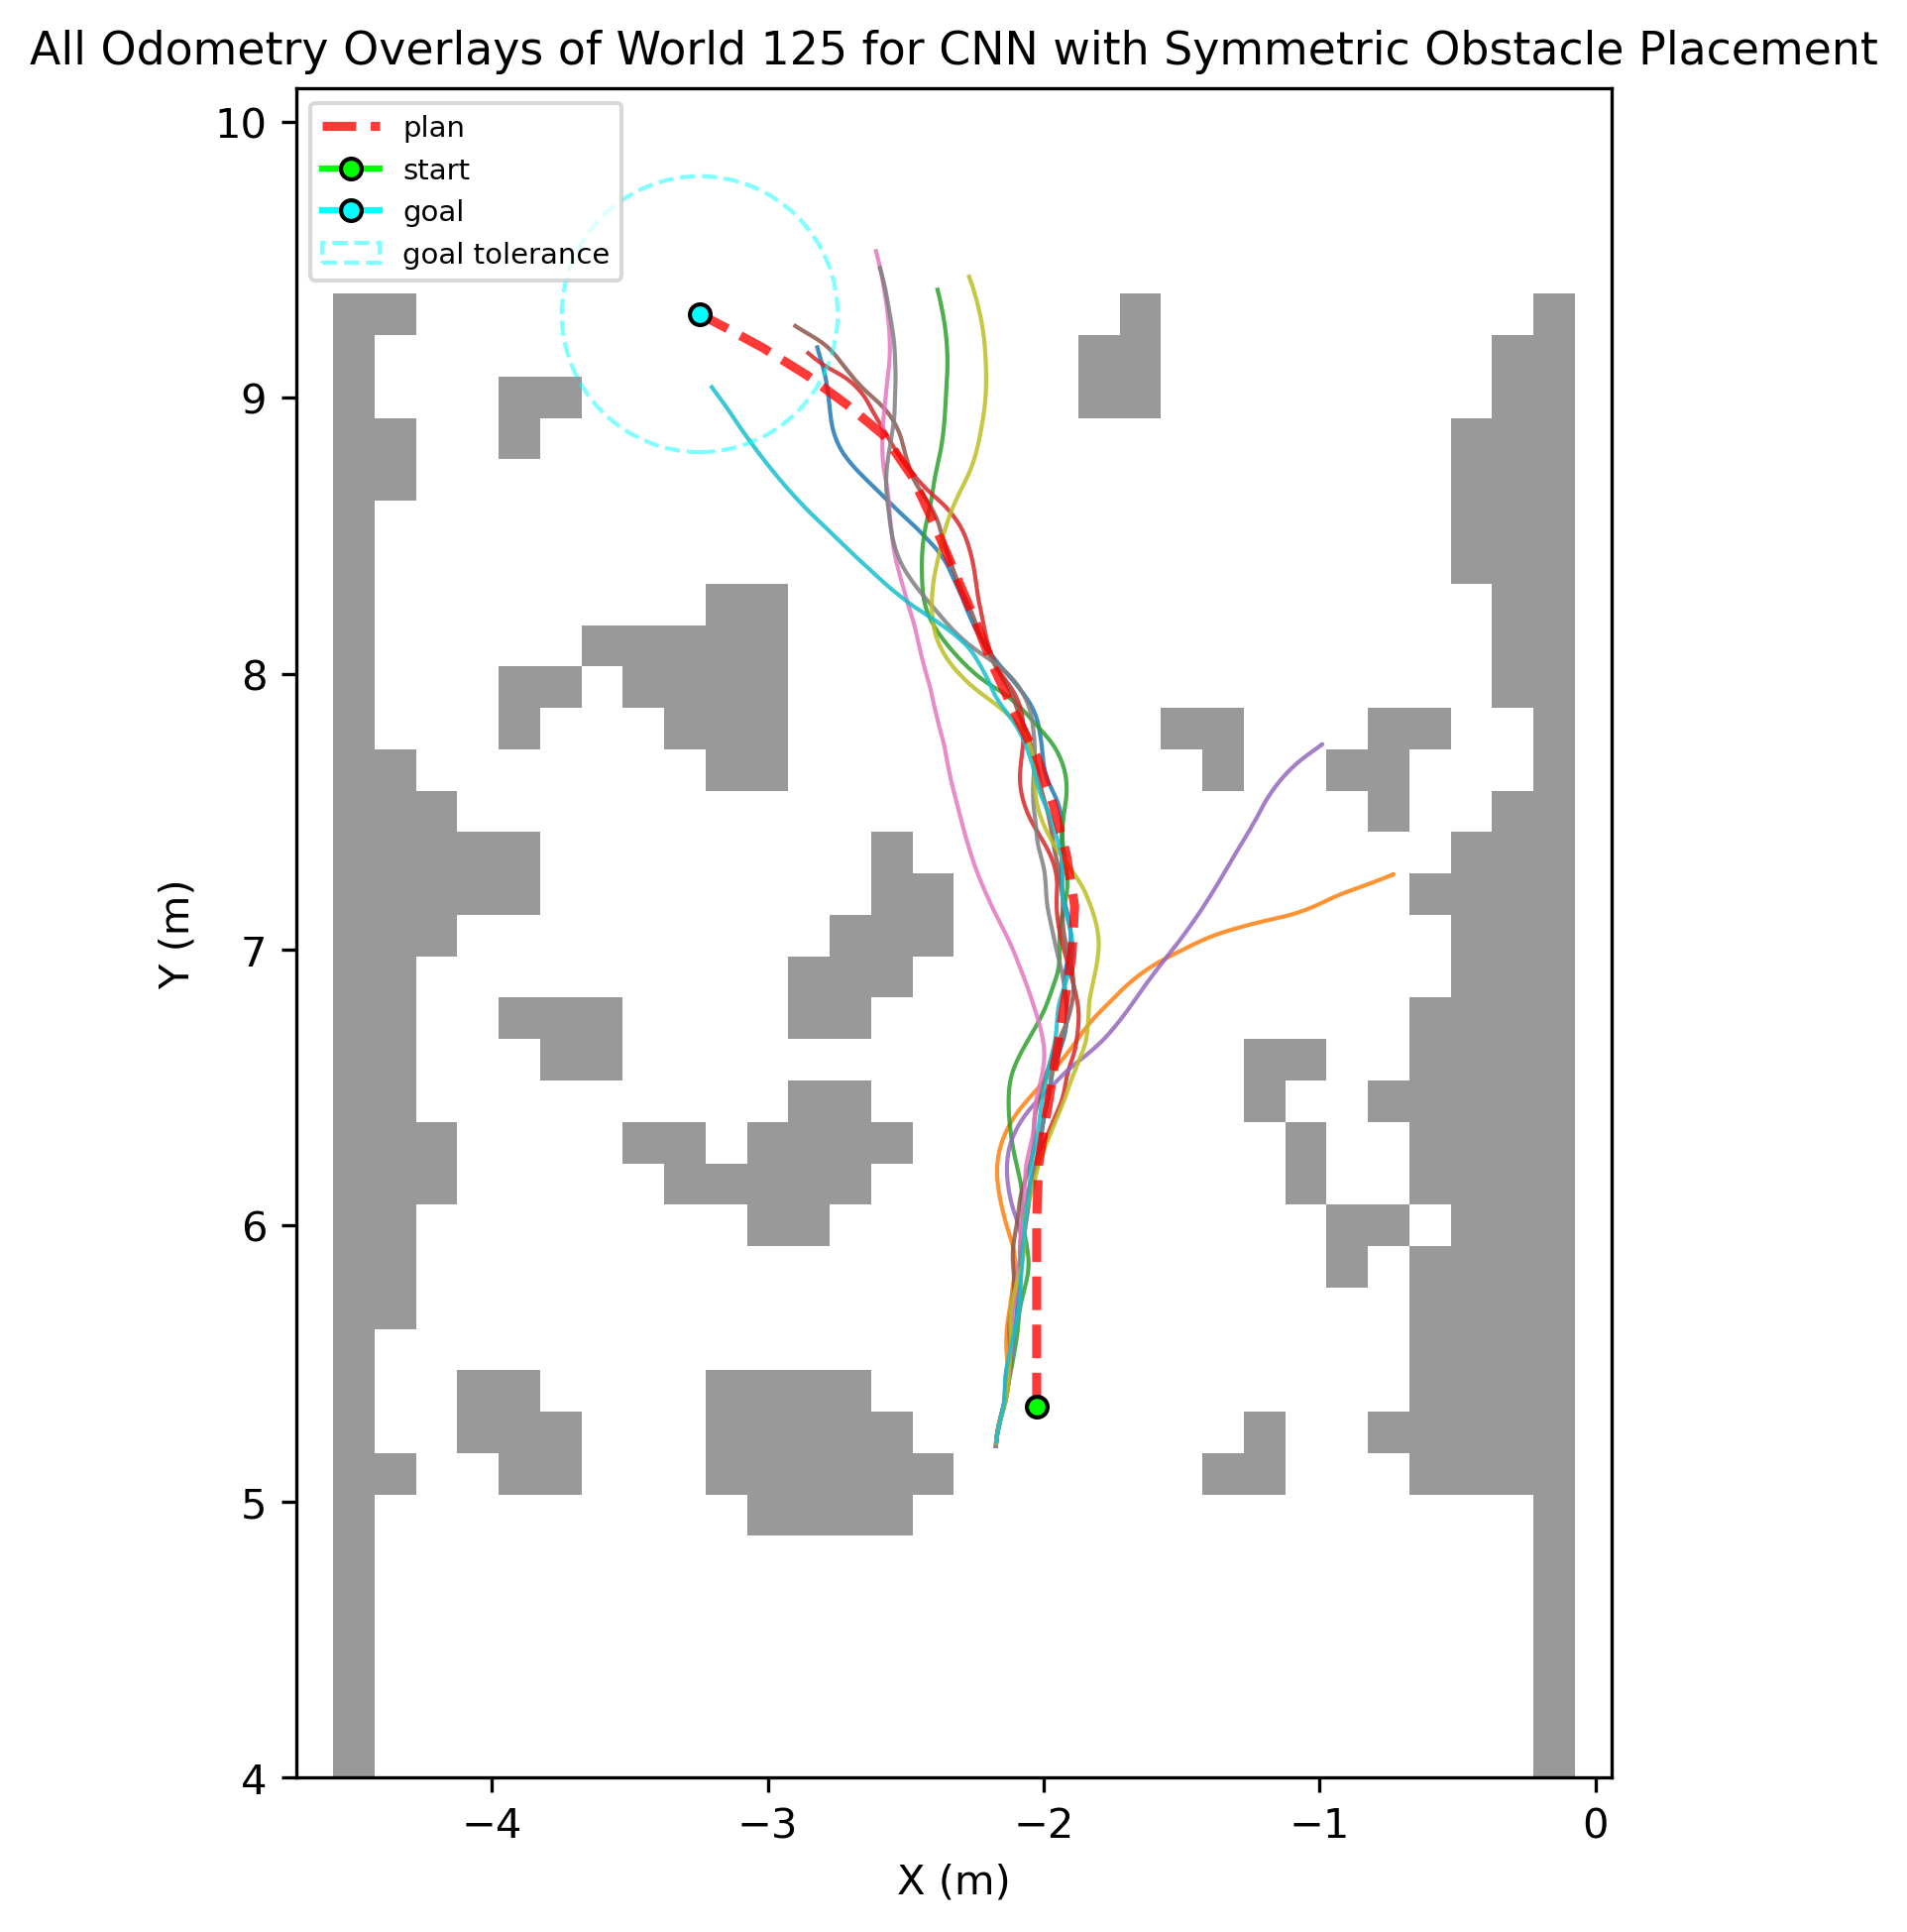 All Odometry Overlays of World 125 for CNN with Symmetric Obstacle Placement
plan
start
goal
goal tolerance
10
9
8
7
6
5
4
Y (m)
−4
−3
−2
−1
0
X (m)